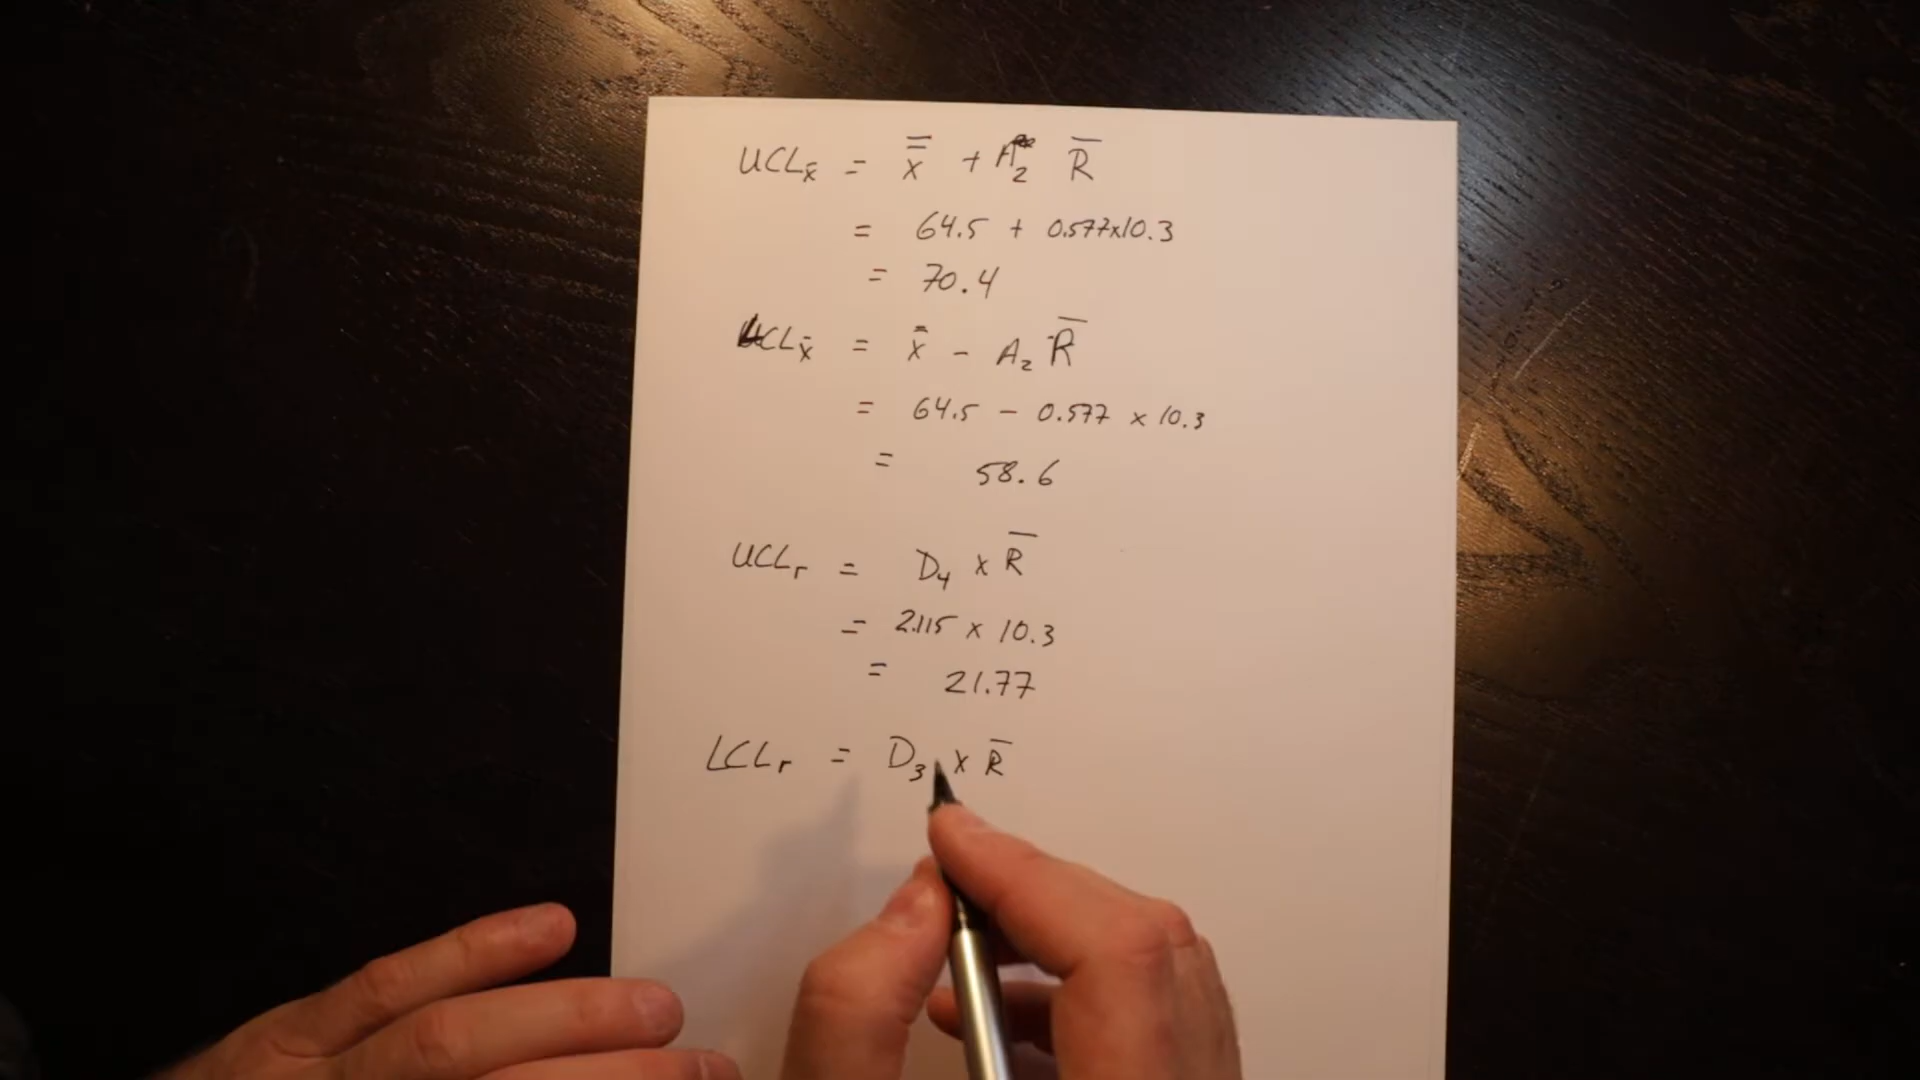 UCLx̄ = x̿ + A2 R̄
= 64.5 + 0.577x10.3
= 70.4
LCLx̄ = x̿ - A2 R̄
= 64.5 - 0.577 x 10.3
= 58.6
UCLr = D4 x R̄
= 2.115 x 10.3
= 21.77
LCLr = D3 x R̄